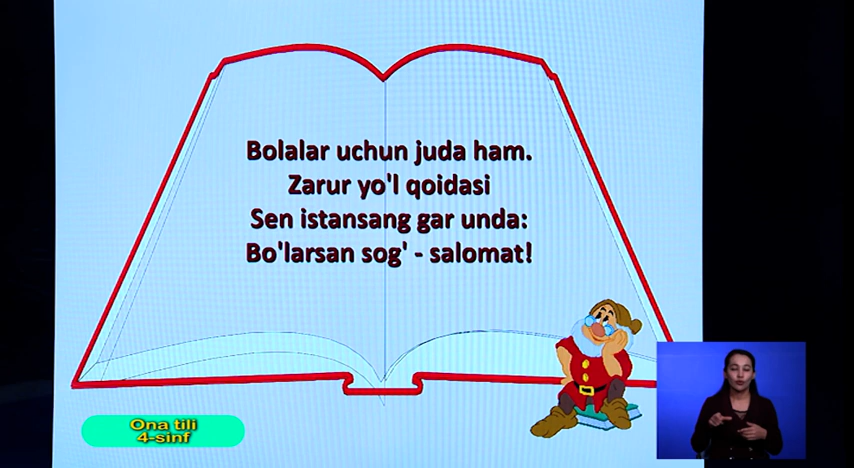 Bolalar uchun juda ham.
Zarur yo'l qoidasi
Sen istansang gar unda:
Bo'larsan sog' - salomat!
Ona tili
4-sinf